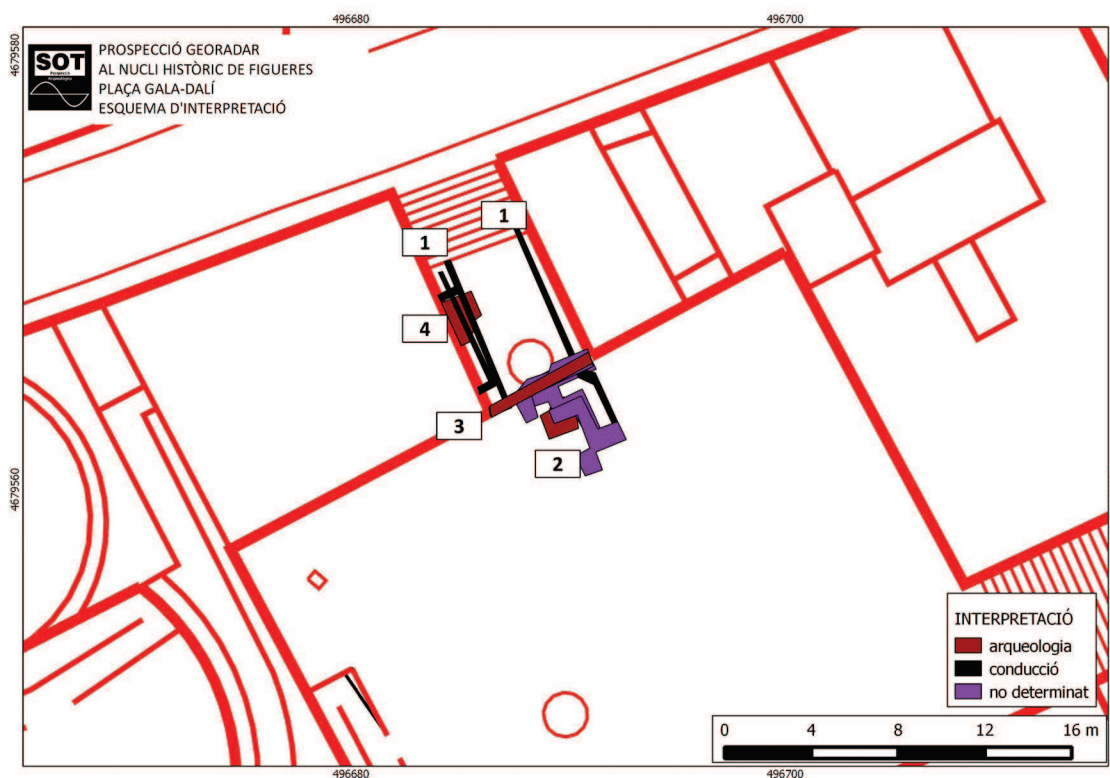 496680
496700
4679580
SOT
Prospecció
Arqueològica
PROSPECCIÓ GEORADAR
AL NUCLI HISTÒRIC DE FIGUERES
PLAÇA GALA-DALÍ
ESQUEMA D'INTERPRETACIÓ
1
1
4
3
2
4679560
INTERPRETACIÓ
arqueologia
conducció
no determinat
0 4 8 12 16 m
496680
496700